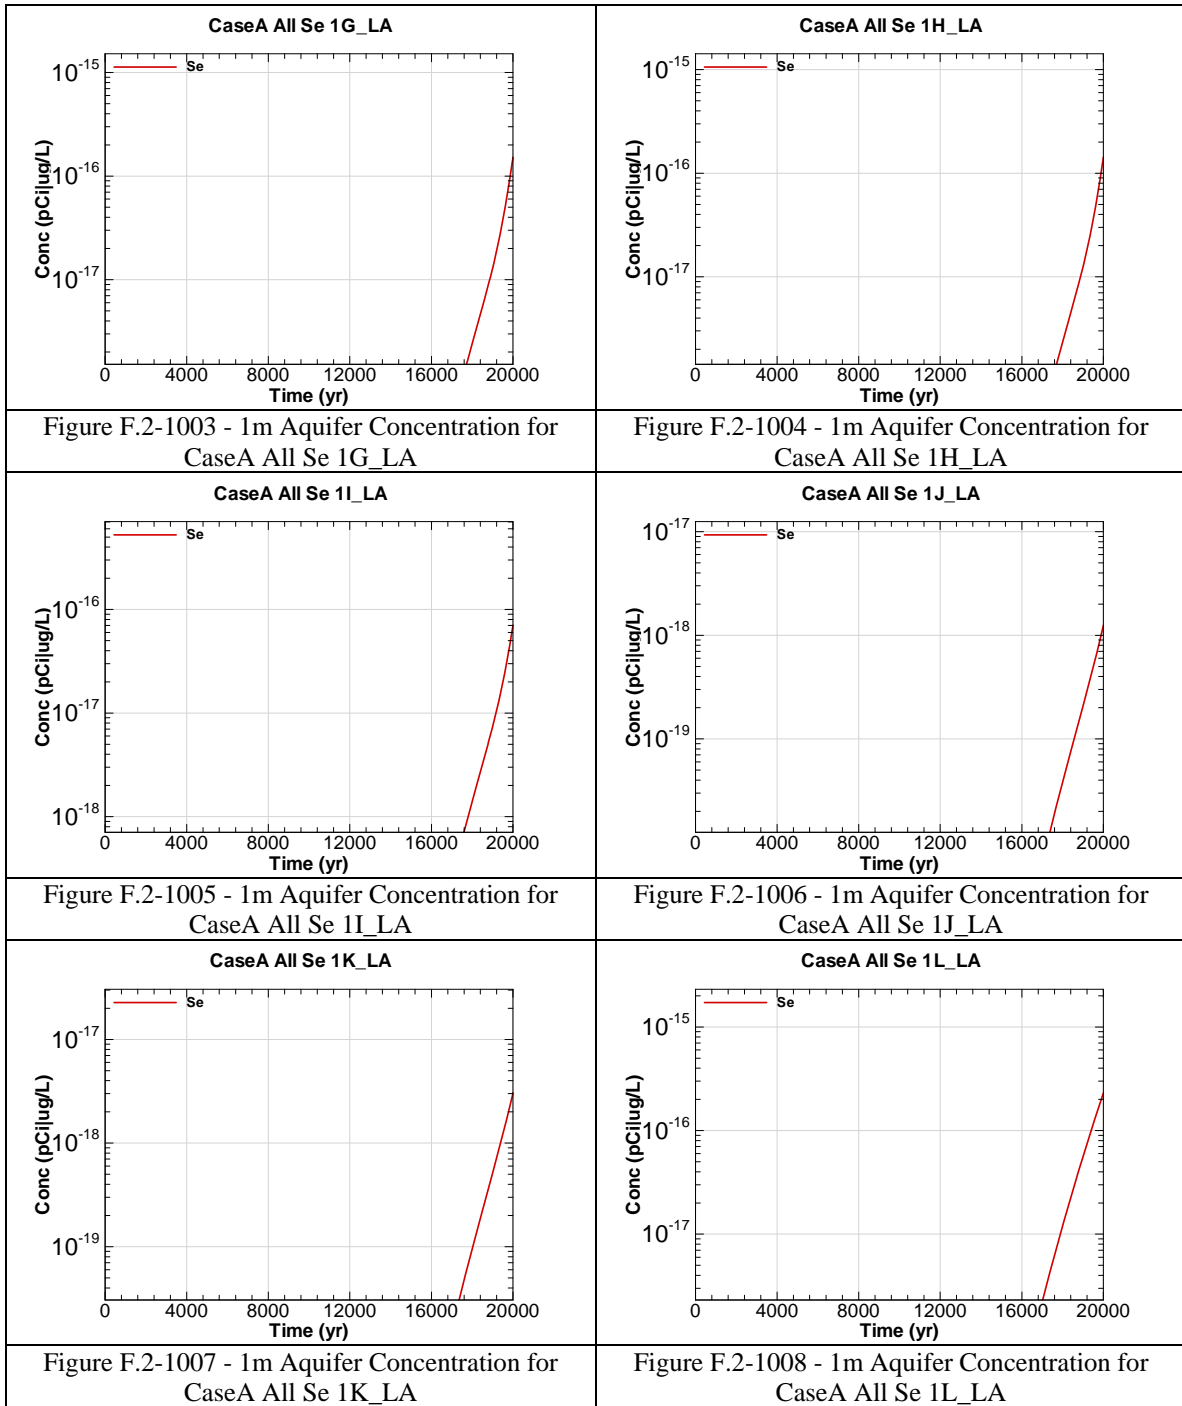 CaseA All Se 1G_LA
Se
10-15
10-16
10-17
Conc (pCi|ug/L)
0 4000 8000 12000 16000 20000
Time (yr)
Figure F.2-1003 - 1m Aquifer Concentration for
CaseA All Se 1G_LA
CaseA All Se 1H_LA
Se
10-15
10-16
10-17
Conc (pCi|ug/L)
0 4000 8000 12000 16000 20000
Time (yr)
Figure F.2-1004 - 1m Aquifer Concentration for
CaseA All Se 1H_LA
CaseA All Se 1I_LA
Se
10-16
10-17
10-18
Conc (pCi|ug/L)
0 4000 8000 12000 16000 20000
Time (yr)
Figure F.2-1005 - 1m Aquifer Concentration for
CaseA All Se 1I_LA
CaseA All Se 1J_LA
Se
10-17
10-18
10-19
Conc (pCi|ug/L)
0 4000 8000 12000 16000 20000
Time (yr)
Figure F.2-1006 - 1m Aquifer Concentration for
CaseA All Se 1J_LA
CaseA All Se 1K_LA
Se
10-17
10-18
10-19
Conc (pCi|ug/L)
0 4000 8000 12000 16000 20000
Time (yr)
Figure F.2-1007 - 1m Aquifer Concentration for
CaseA All Se 1K_LA
CaseA All Se 1L_LA
Se
10-15
10-16
10-17
Conc (pCi|ug/L)
0 4000 8000 12000 16000 20000
Time (yr)
Figure F.2-1008 - 1m Aquifer Concentration for
CaseA All Se 1L_LA